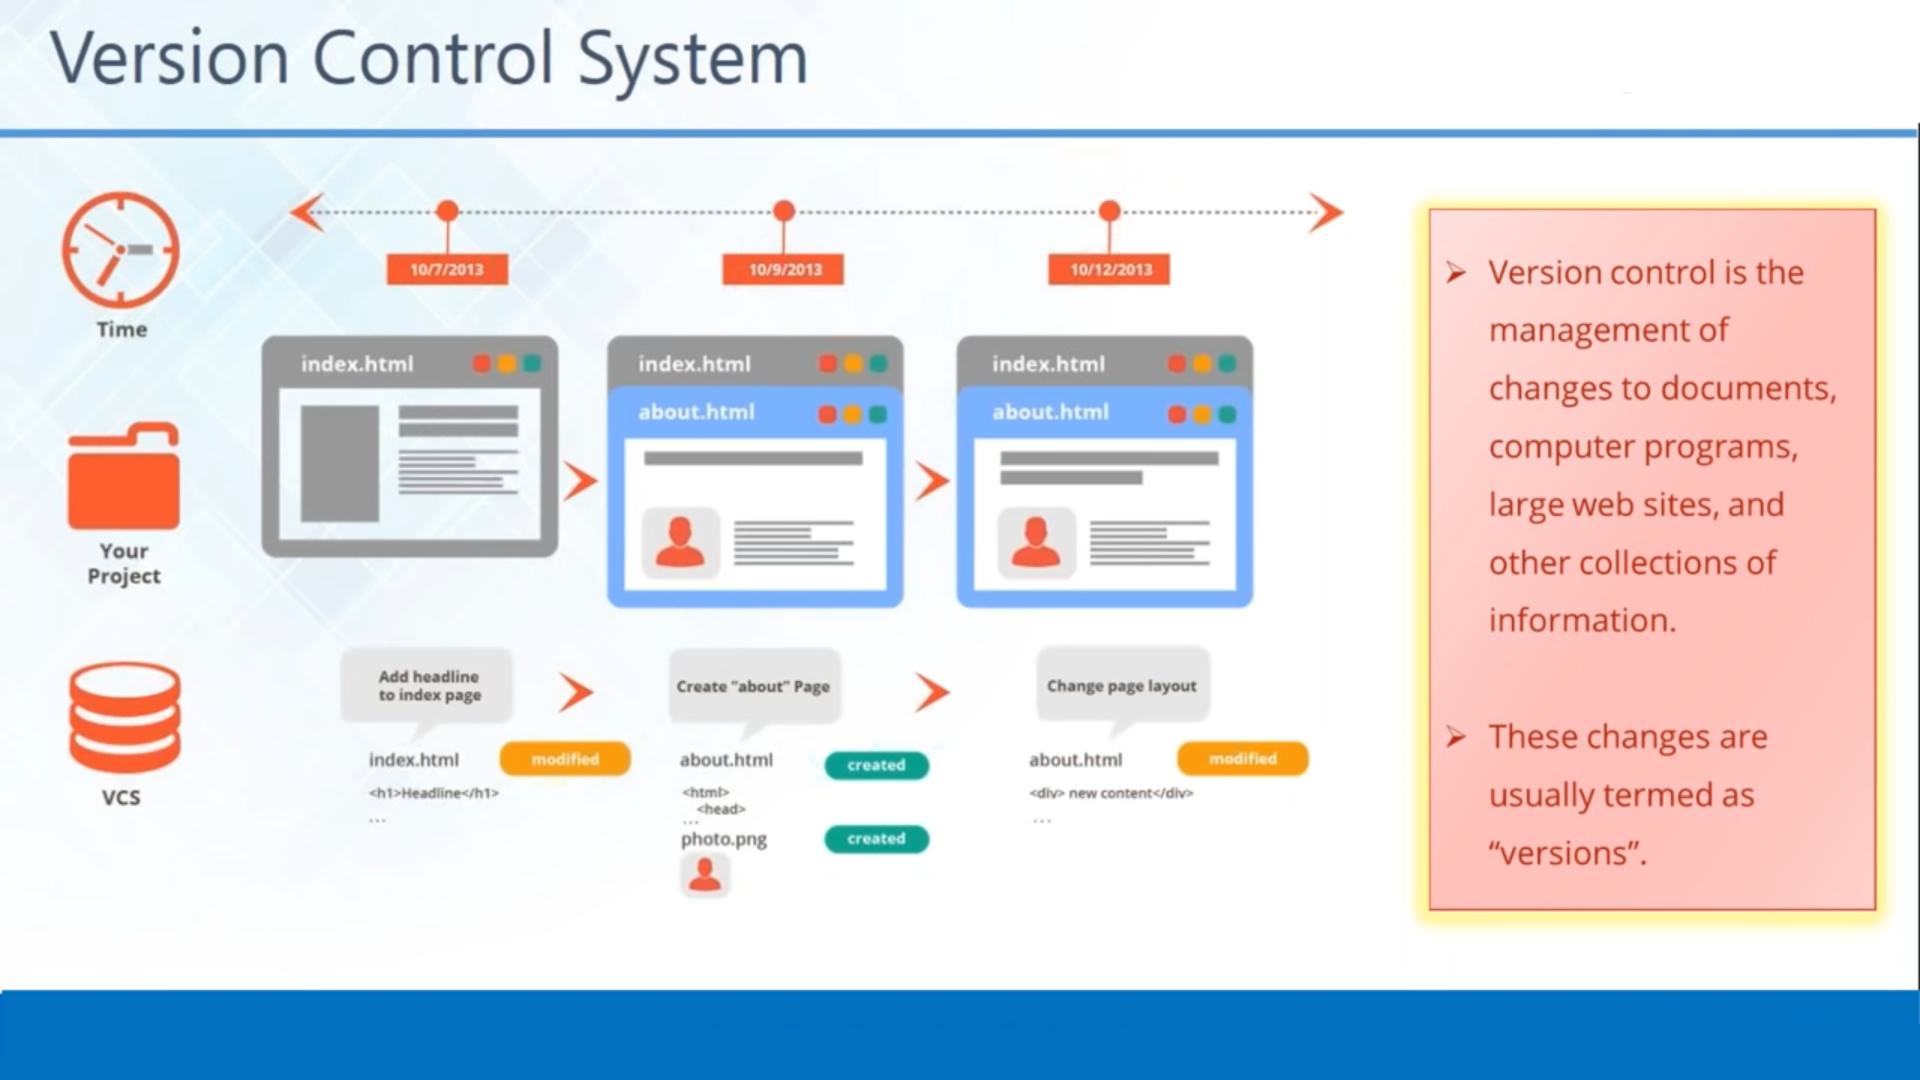 Version Control System
Time
10/7/2013
10/9/2013
10/12/2013
Your
Project
index.html
index.html
about.html
index.html
about.html
VCS
Add headline
to index page
index.html
modified
<h1>Headline</h1>
...
Create "about" Page
about.html
created
<html>
<head>
...
photo.png
created
Change page layout
about.html
modified
<div> new content</div>
...
➢ Version control is the
management of
changes to documents,
computer programs,
large web sites, and
other collections of
information.
➢ These changes are
usually termed as
“versions”.